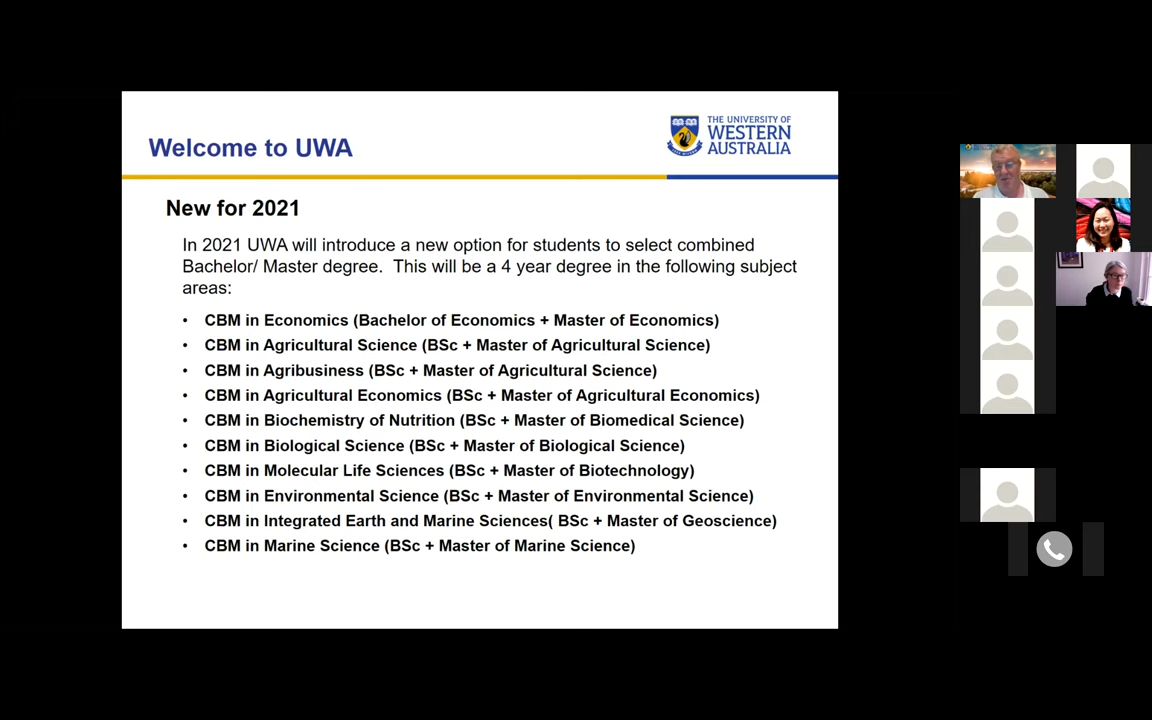 Welcome to UWA
THE UNIVERSITY OF
WESTERN
AUSTRALIA
New for 2021
In 2021 UWA will introduce a new option for students to select combined
Bachelor/ Master degree.  This will be a 4 year degree in the following subject
areas:
• CBM in Economics (Bachelor of Economics + Master of Economics)
• CBM in Agricultural Science (BSc + Master of Agricultural Science)
• CBM in Agribusiness (BSc + Master of Agricultural Science)
• CBM in Agricultural Economics (BSc + Master of Agricultural Economics)
• CBM in Biochemistry of Nutrition (BSc + Master of Biomedical Science)
• CBM in Biological Science (BSc + Master of Biological Science)
• CBM in Molecular Life Sciences (BSc + Master of Biotechnology)
• CBM in Environmental Science (BSc + Master of Environmental Science)
• CBM in Integrated Earth and Marine Sciences( BSc + Master of Geoscience)
• CBM in Marine Science (BSc + Master of Marine Science)